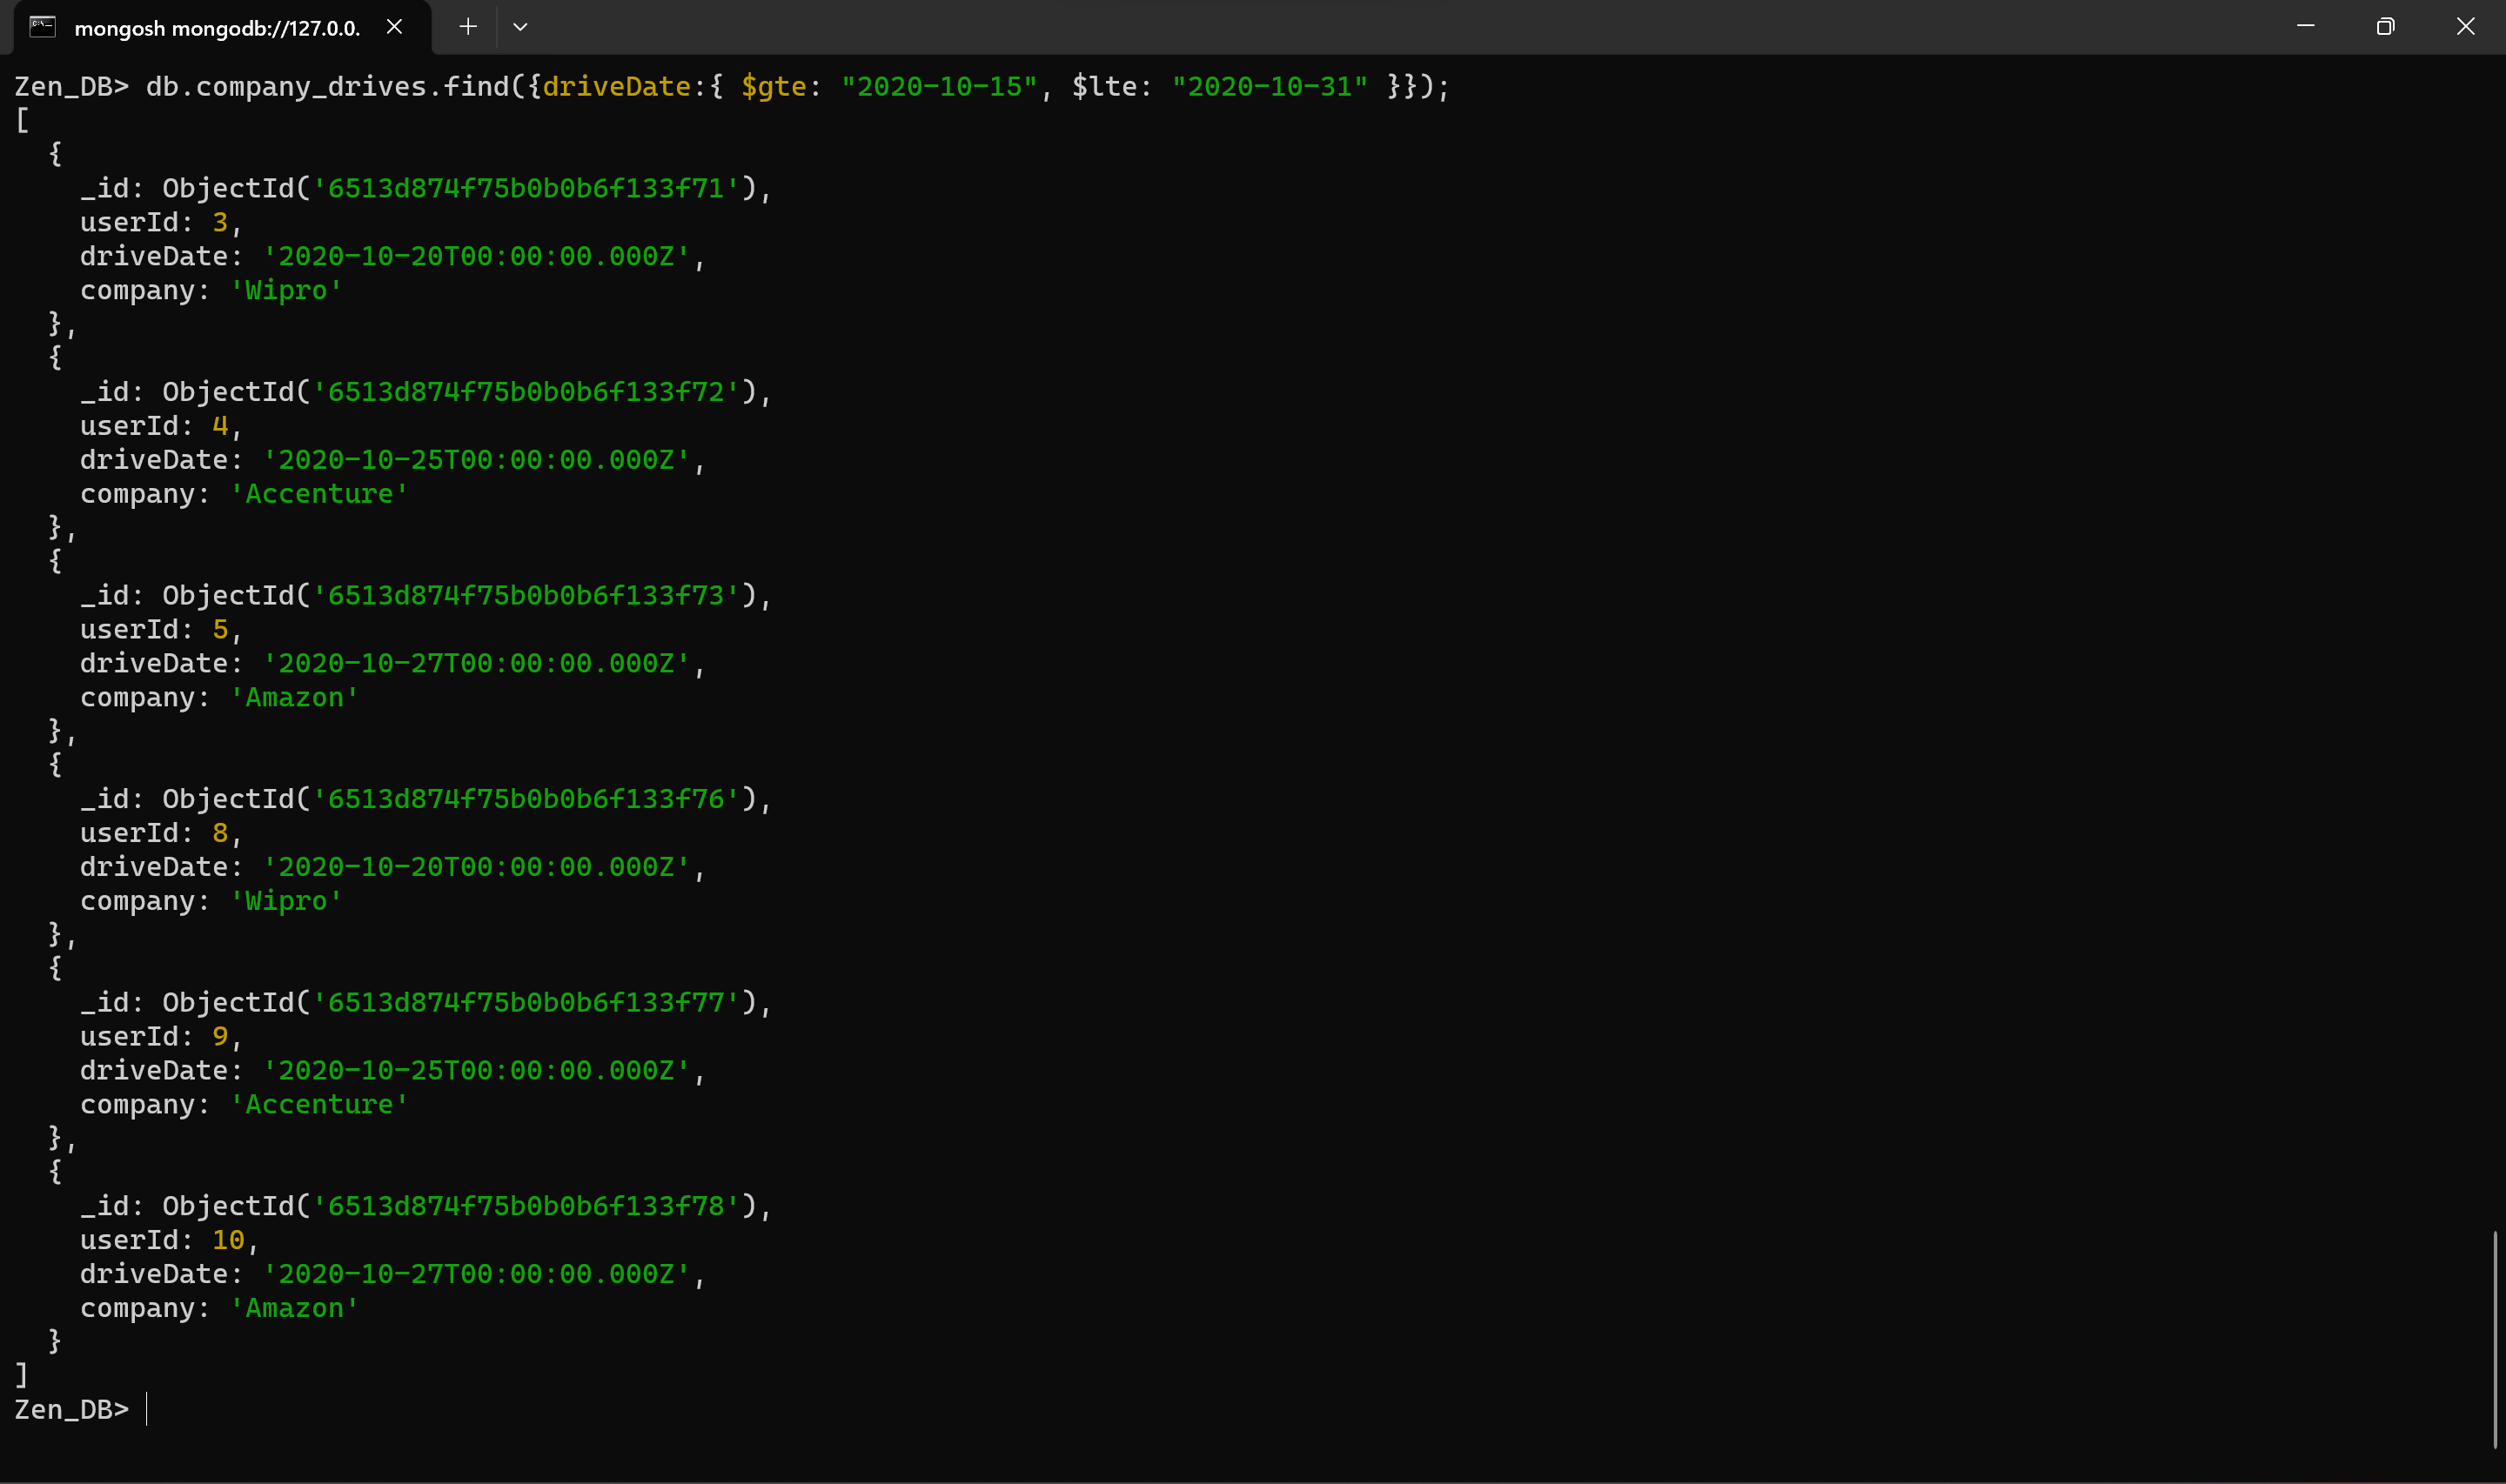 mongosh mongodb://127.0.0.
Zen_DB> db.company_drives.find({driveDate:{ $gte: "2020-10-15", $lte: "2020-10-31" }});
[
  {
    _id: ObjectId('6513d874f75b0b0b6f133f71'),
    userId: 3,
    driveDate: '2020-10-20T00:00:00.000Z',
    company: 'Wipro'
  },
  {
    _id: ObjectId('6513d874f75b0b0b6f133f72'),
    userId: 4,
    driveDate: '2020-10-25T00:00:00.000Z',
    company: 'Accenture'
  },
  {
    _id: ObjectId('6513d874f75b0b0b6f133f73'),
    userId: 5,
    driveDate: '2020-10-27T00:00:00.000Z',
    company: 'Amazon'
  },
  {
    _id: ObjectId('6513d874f75b0b0b6f133f76'),
    userId: 8,
    driveDate: '2020-10-20T00:00:00.000Z',
    company: 'Wipro'
  },
  {
    _id: ObjectId('6513d874f75b0b0b6f133f77'),
    userId: 9,
    driveDate: '2020-10-25T00:00:00.000Z',
    company: 'Accenture'
  },
  {
    _id: ObjectId('6513d874f75b0b0b6f133f78'),
    userId: 10,
    driveDate: '2020-10-27T00:00:00.000Z',
    company: 'Amazon'
  }
]
Zen_DB>